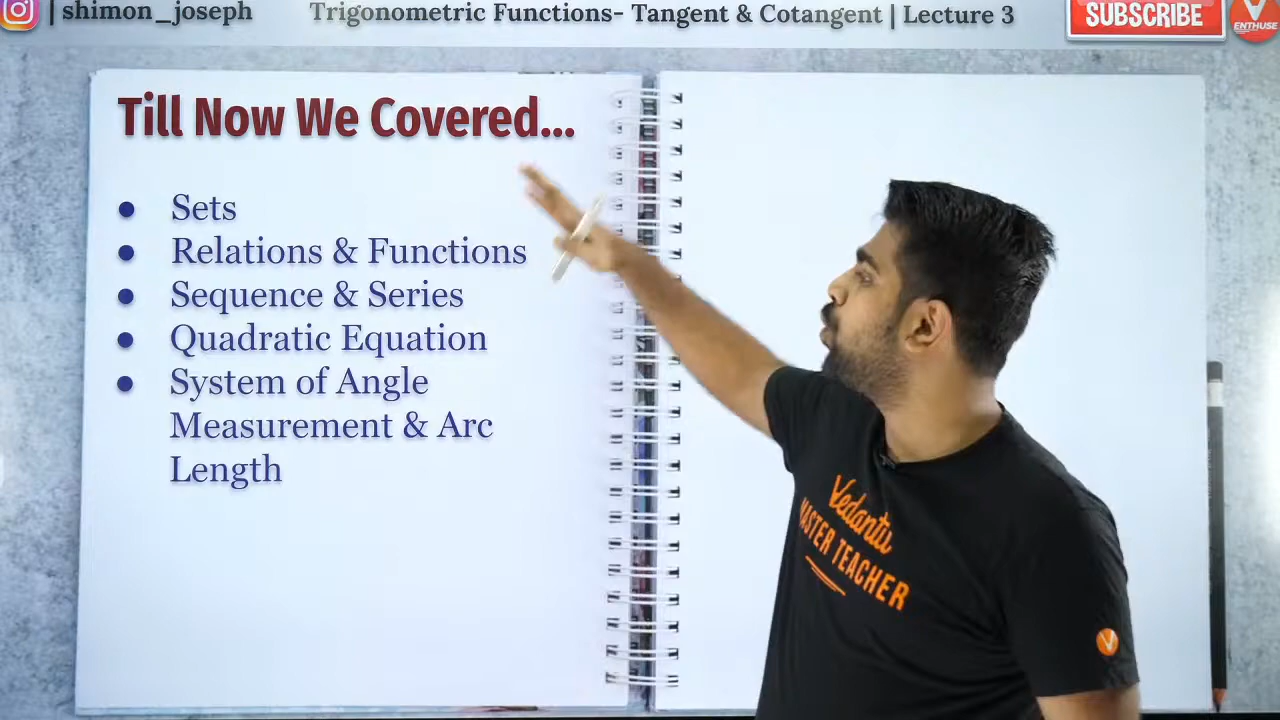 | shimon_joseph
Trigonometric Functions- Tangent & Cotangent | Lecture 3
SUBSCRIBE
V
ENTHUSE
Till Now We Covered...
● Sets
● Relations & Functions
● Sequence & Series
● Quadratic Equation
● System of Angle
Measurement & Arc
Length
Vedantu
MASTER TEACHER
V